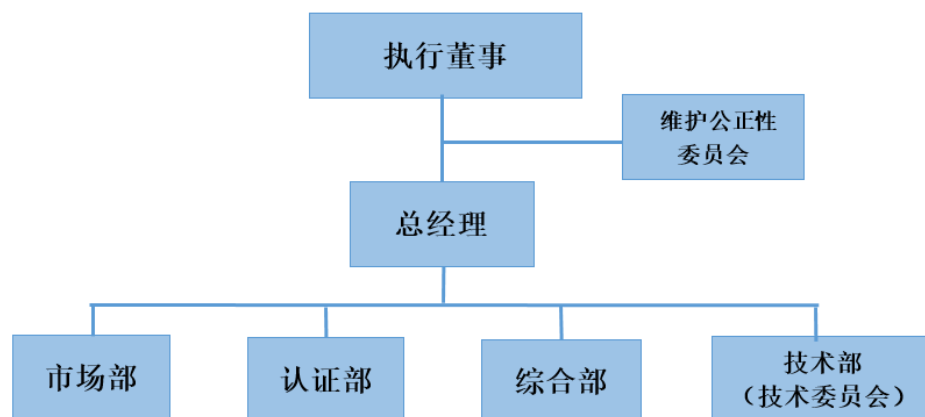 执行董事
维护公正性
委员会
总经理
市场部
认证部
综合部
技术部
（技术委员会）